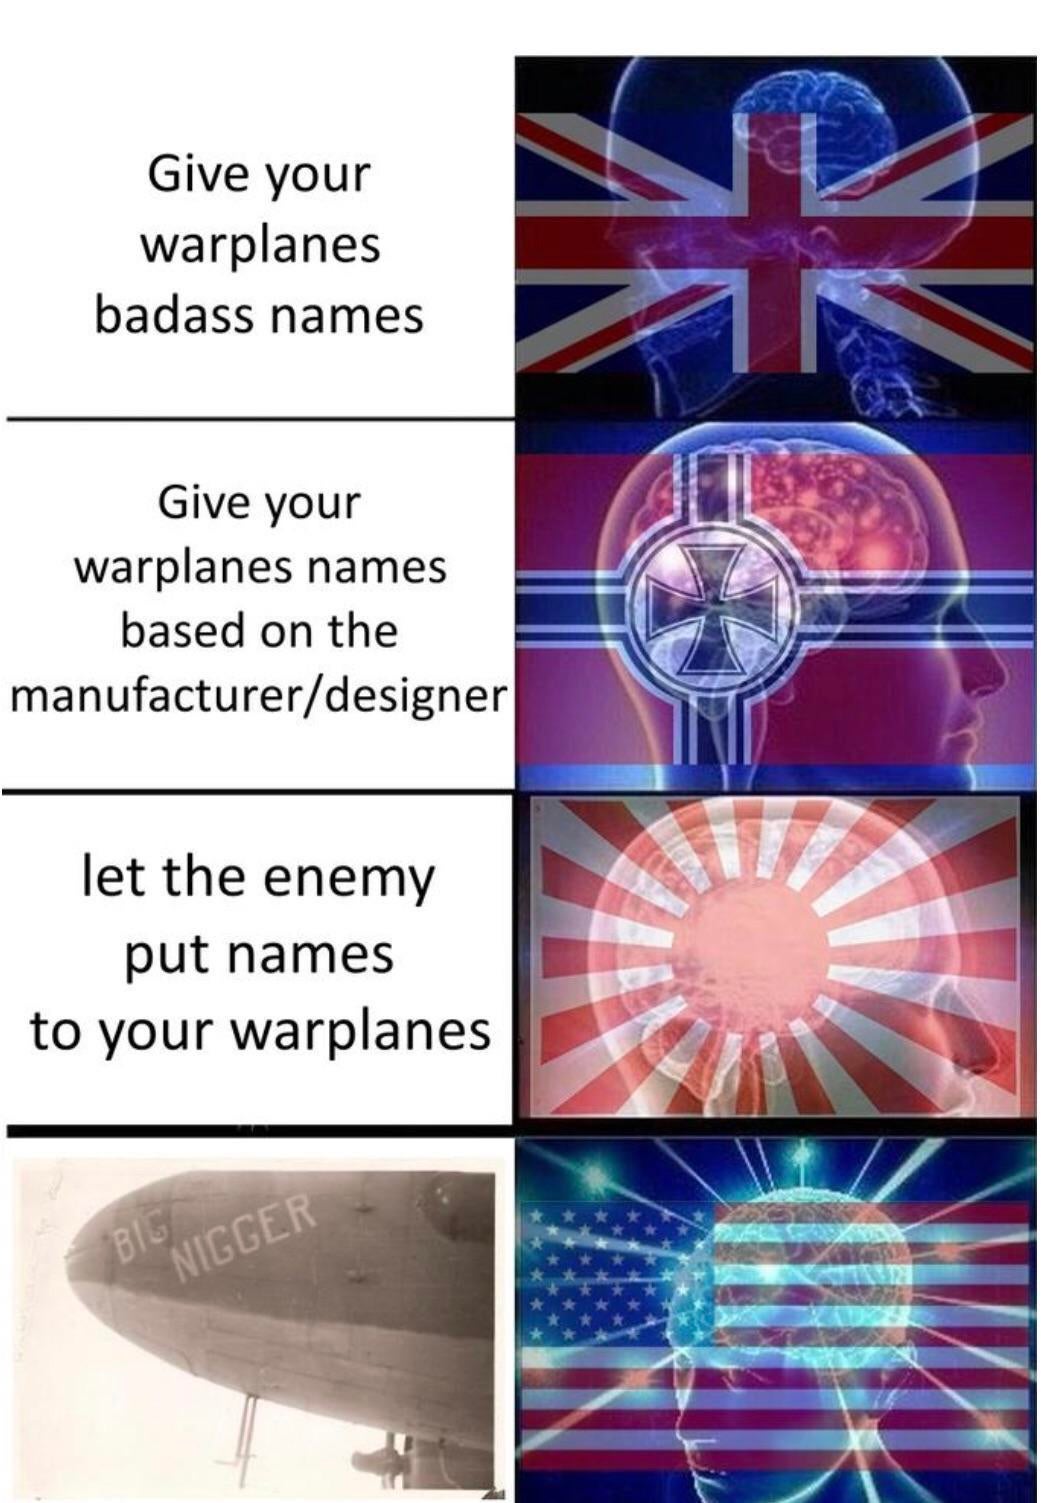 Give your
warplanes
badass names
Give your
warplanes names
based on the
manufacturer/designer
let the enemy
put names
to your warplanes
BIG
NIGGER